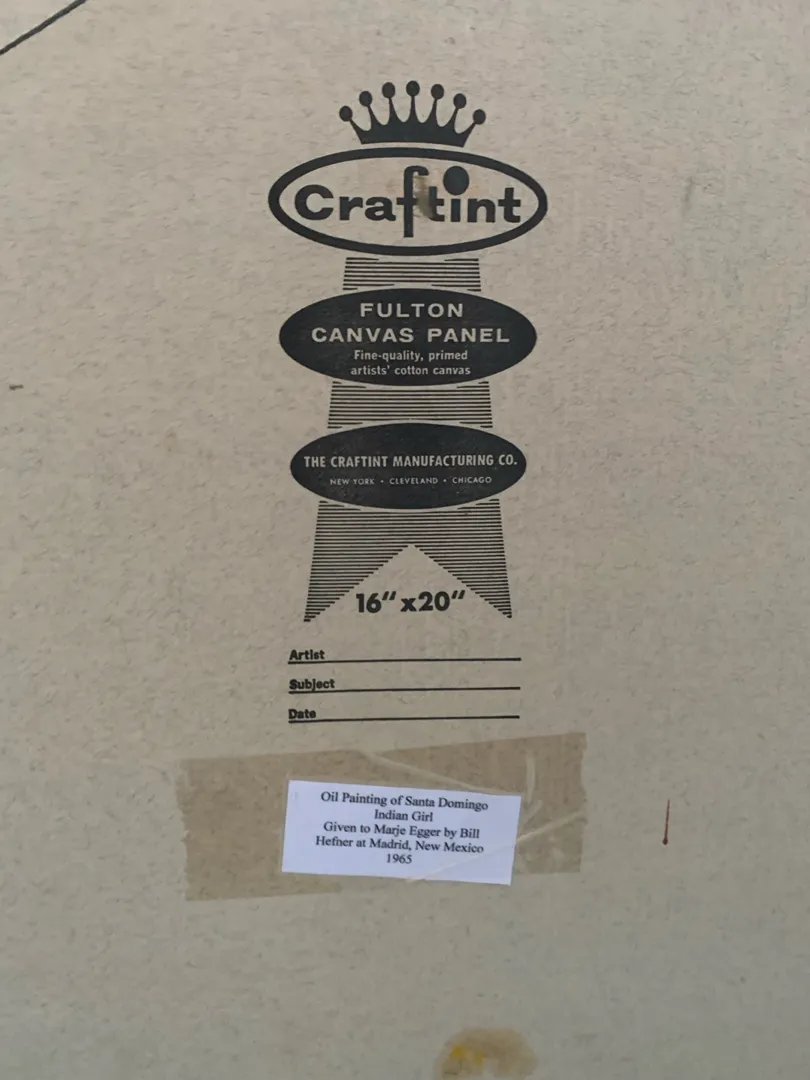 Craftint
FULTON
CANVAS PANEL
Fine-quality, primed
artists' cotton canvas
THE CRAFTINT MANUFACTURING CO.
NEW YORK • CLEVELAND • CHICAGO
16" x20"
Artist
Subject
Date
Oil Painting of Santa Domingo
Indian Girl
Given to Marje Egger by Bill
Hefner at Madrid, New Mexico
1965